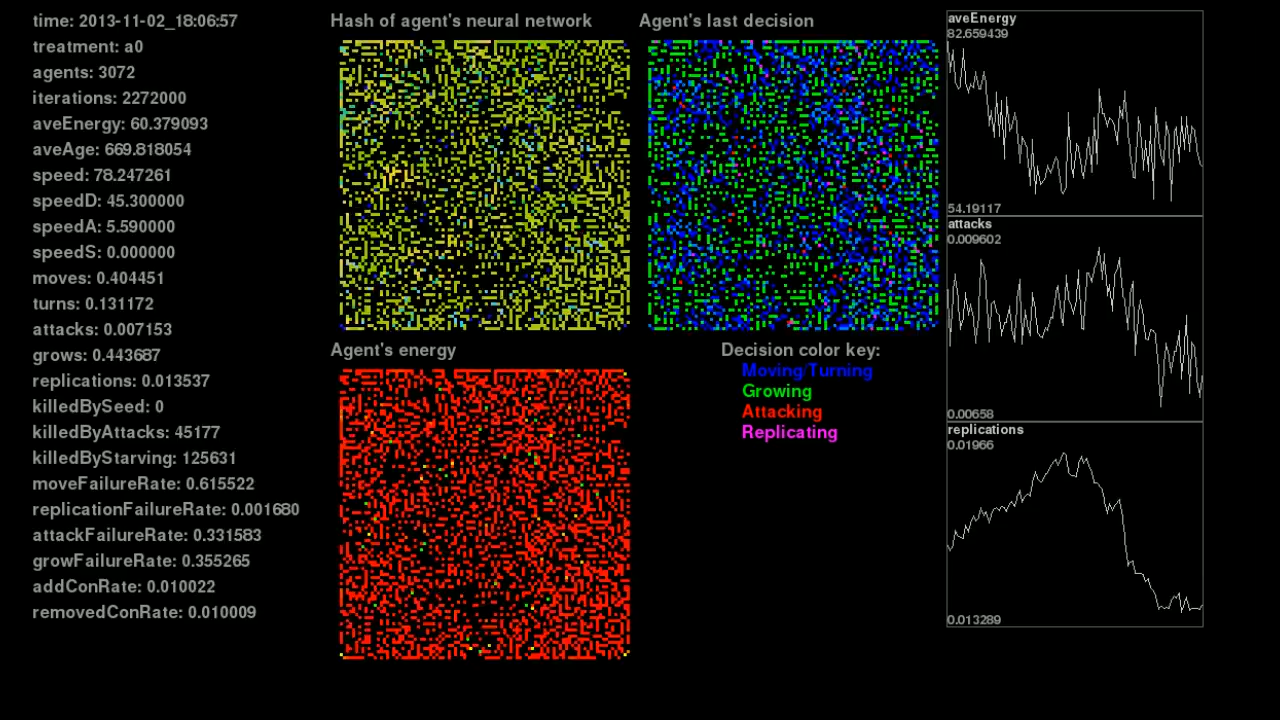 time: 2013-11-02_18:06:57
treatment: a0
agents: 3072
iterations: 2272000
aveEnergy: 60.379093
aveAge: 669.818054
speed: 78.247261
speedD: 45.300000
speedA: 5.590000
speedS: 0.000000
moves: 0.404451
turns: 0.131172
attacks: 0.007153
grows: 0.443687
replications: 0.013537
killedBySeed: 0
killedByAttacks: 45177
killedByStarving: 125631
moveFailureRate: 0.615522
replicationFailureRate: 0.001680
attackFailureRate: 0.331583
growFailureRate: 0.355265
addConRate: 0.010022
removedConRate: 0.010009
Hash of agent's neural network
Agent's last decision
Agent's energy
Decision color key:
Moving/Turning
Growing
Attacking
Replicating
aveEnergy
82.659439
54.19117
attacks
0.009602
0.00658
replications
0.01966
0.013289